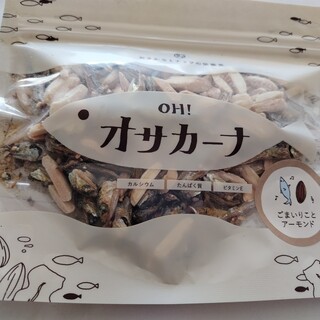 OH!
オサカーナ
カルシウム
たんぱく質
ビタミンE
ごまいりこと
アーモンド